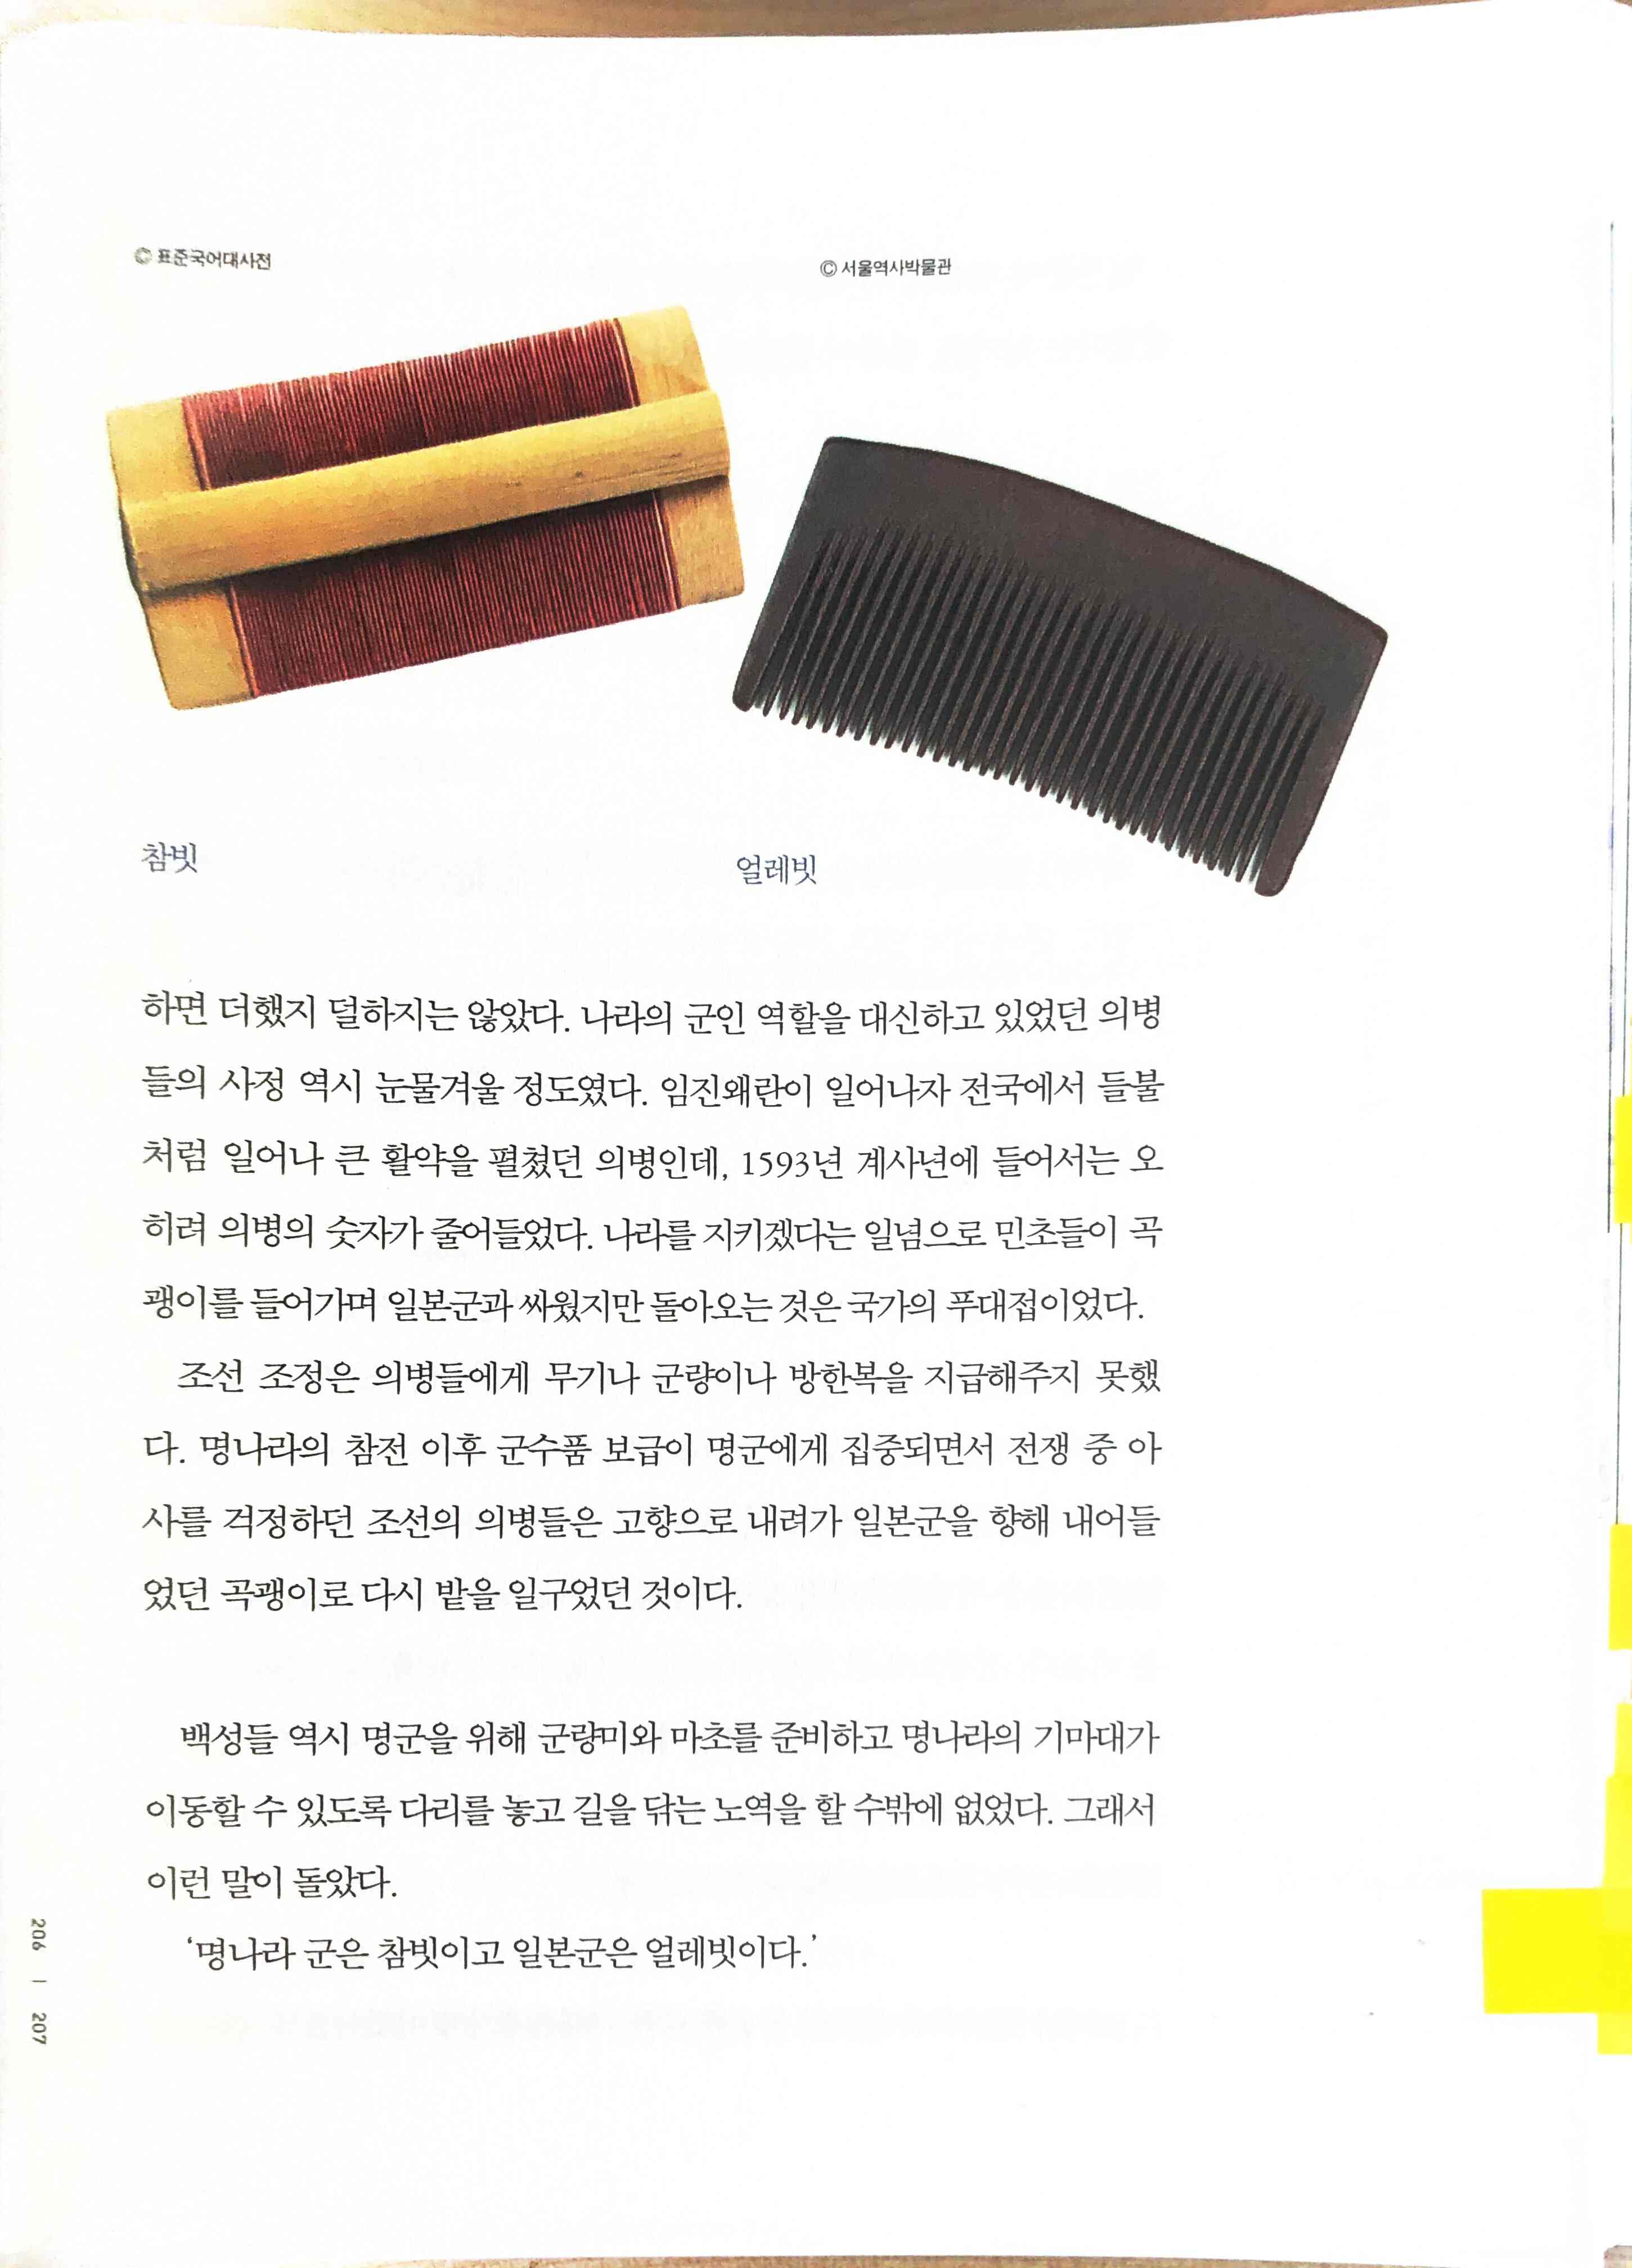 © 표준국어대사전
© 서울역사박물관
참빗
얼레빗
하면 더했지 덜하지는 않았다. 나라의 군인 역할을 대신하고 있었던 의병
들의 사정 역시 눈물겨울 정도였다. 임진왜란이 일어나자 전국에서 들불
처럼 일어나 큰 활약을 펼쳤던 의병인데, 1593년 계사년에 들어서는 오
히려 의병의 숫자가 줄어들었다. 나라를 지키겠다는 일념으로 민초들이 곡
괭이를 들어가며 일본군과 싸웠지만 돌아오는 것은 국가의 푸대접이었다.
조선 조정은 의병들에게 무기나 군량이나 방한복을 지급해주지 못했
다. 명나라의 참전 이후 군수품 보급이 명군에게 집중되면서 전쟁 중 아
사를 걱정하던 조선의 의병들은 고향으로 내려가 일본군을 향해 내어들
었던 곡괭이로 다시 밭을 일구었던 것이다.
백성들 역시 명군을 위해 군량미와 마초를 준비하고 명나라의 기마대가
이동할 수 있도록 다리를 놓고 길을 닦는 노역을 할 수밖에 없었다. 그래서
이런 말이 돌았다.
‘명나라 군은 참빗이고 일본군은 얼레빗이다.’
206 | 207